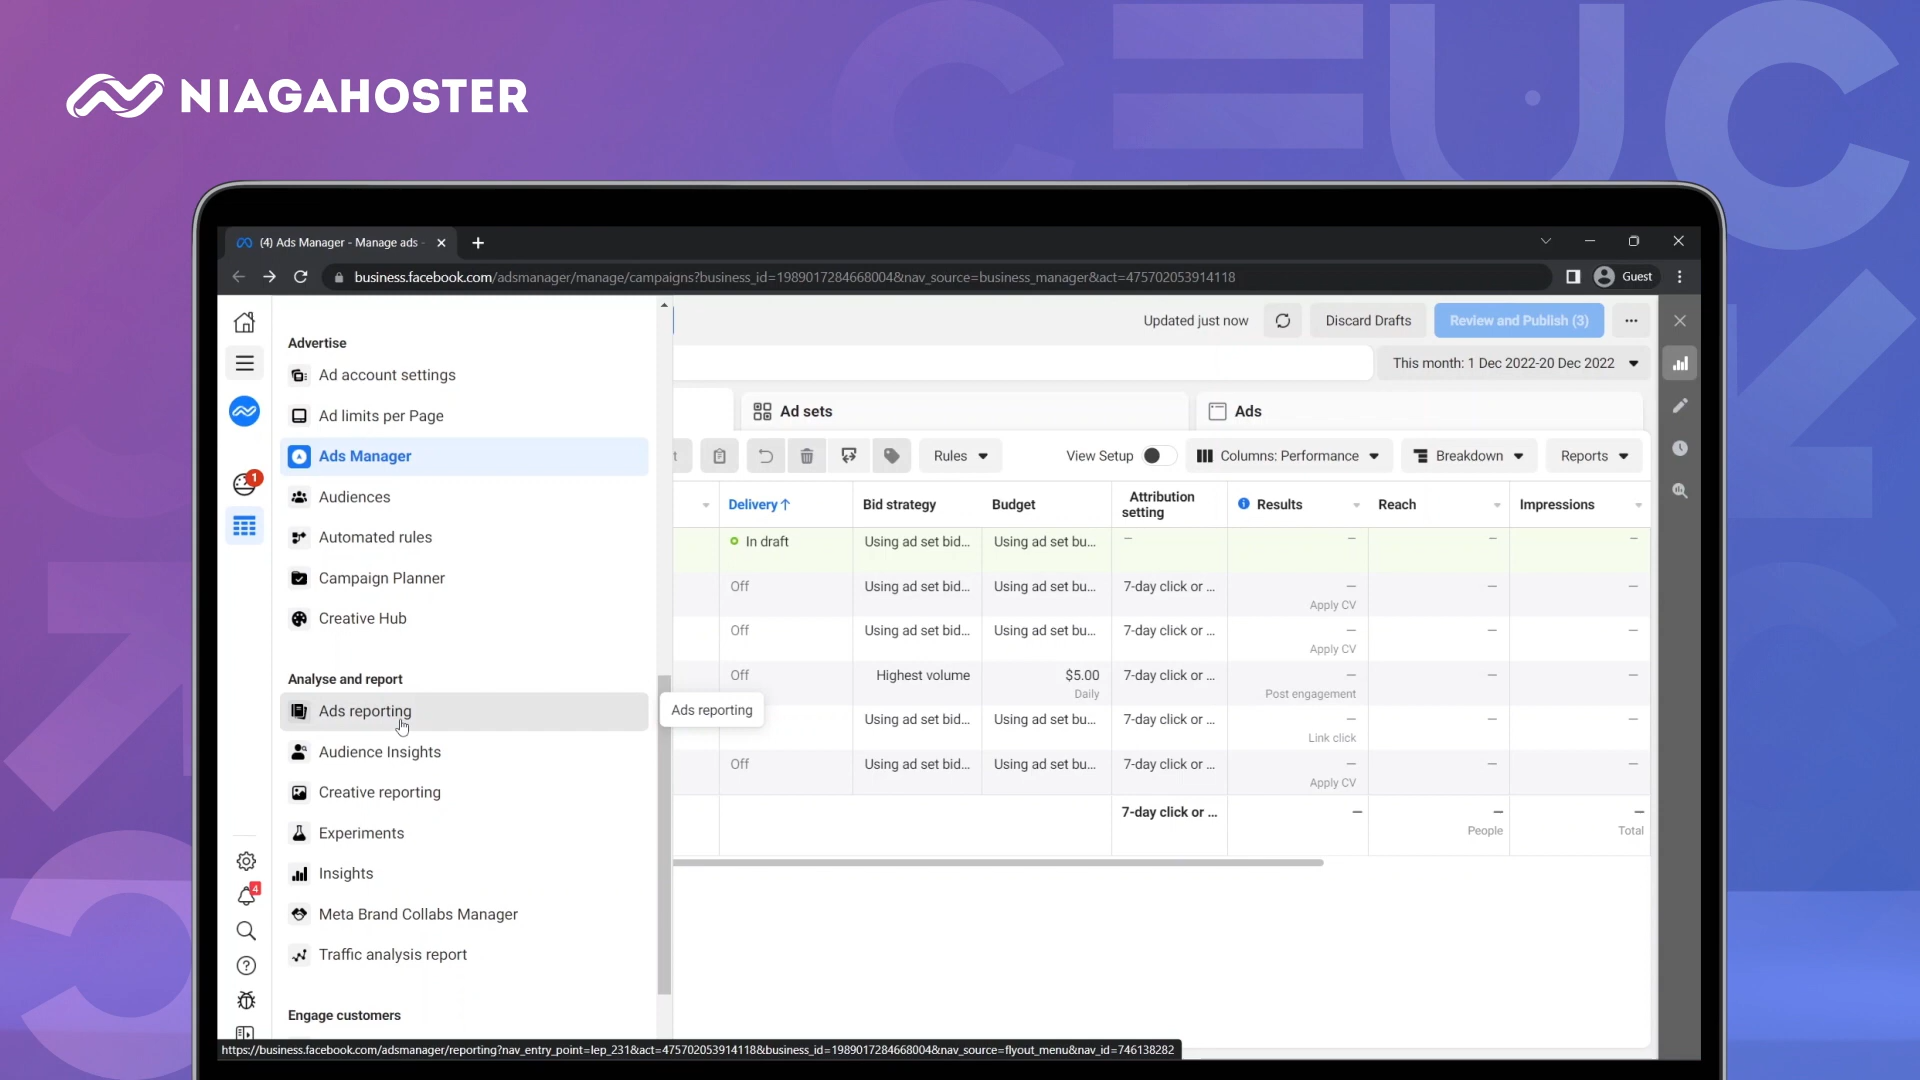 NIAGAHOSTER
(4) Ads Manager - Manage ads -
business.facebook.com/adsmanager/manage/campaigns?business_id=1989017284668004&nav_source=business_manager&act=475702053914118
Guest
Updated just now
Discard Drafts
Review and Publish (3)
This month: 1 Dec 2022-20 Dec 2022
Advertise
Ad account settings
Ad limits per Page
Ads Manager
Audiences
Automated rules
Campaign Planner
Creative Hub
Analyse and report
Ads reporting
Audience Insights
Creative reporting
Experiments
Insights
Meta Brand Collabs Manager
Traffic analysis report
Engage customers
1
4
Ads reporting
Ad sets
Ads
Rules
View Setup
Columns: Performance
Breakdown
Reports
Delivery↑ Bid strategy Budget Attribution setting Results Reach Impressions
In draft Using ad set bid... Using ad set bu... — — — —
Off Using ad set bid... Using ad set bu... 7-day click or ... — — —
Apply CV
Off Using ad set bid... Using ad set bu... 7-day click or ... — — —
Apply CV
Off Highest volume $5.00 7-day click or ... — — —
Daily Post engagement
Using ad set bid... Using ad set bu... 7-day click or ... — — —
Link click
Off Using ad set bid... Using ad set bu... 7-day click or ... — — —
Apply CV
7-day click or ... — — —
People Total
https://business.facebook.com/adsmanager/reporting?nav_entry_point=lep_231&act=475702053914118&business_id=1989017284668004&nav_source=flyout_menu&nav_id=746138282